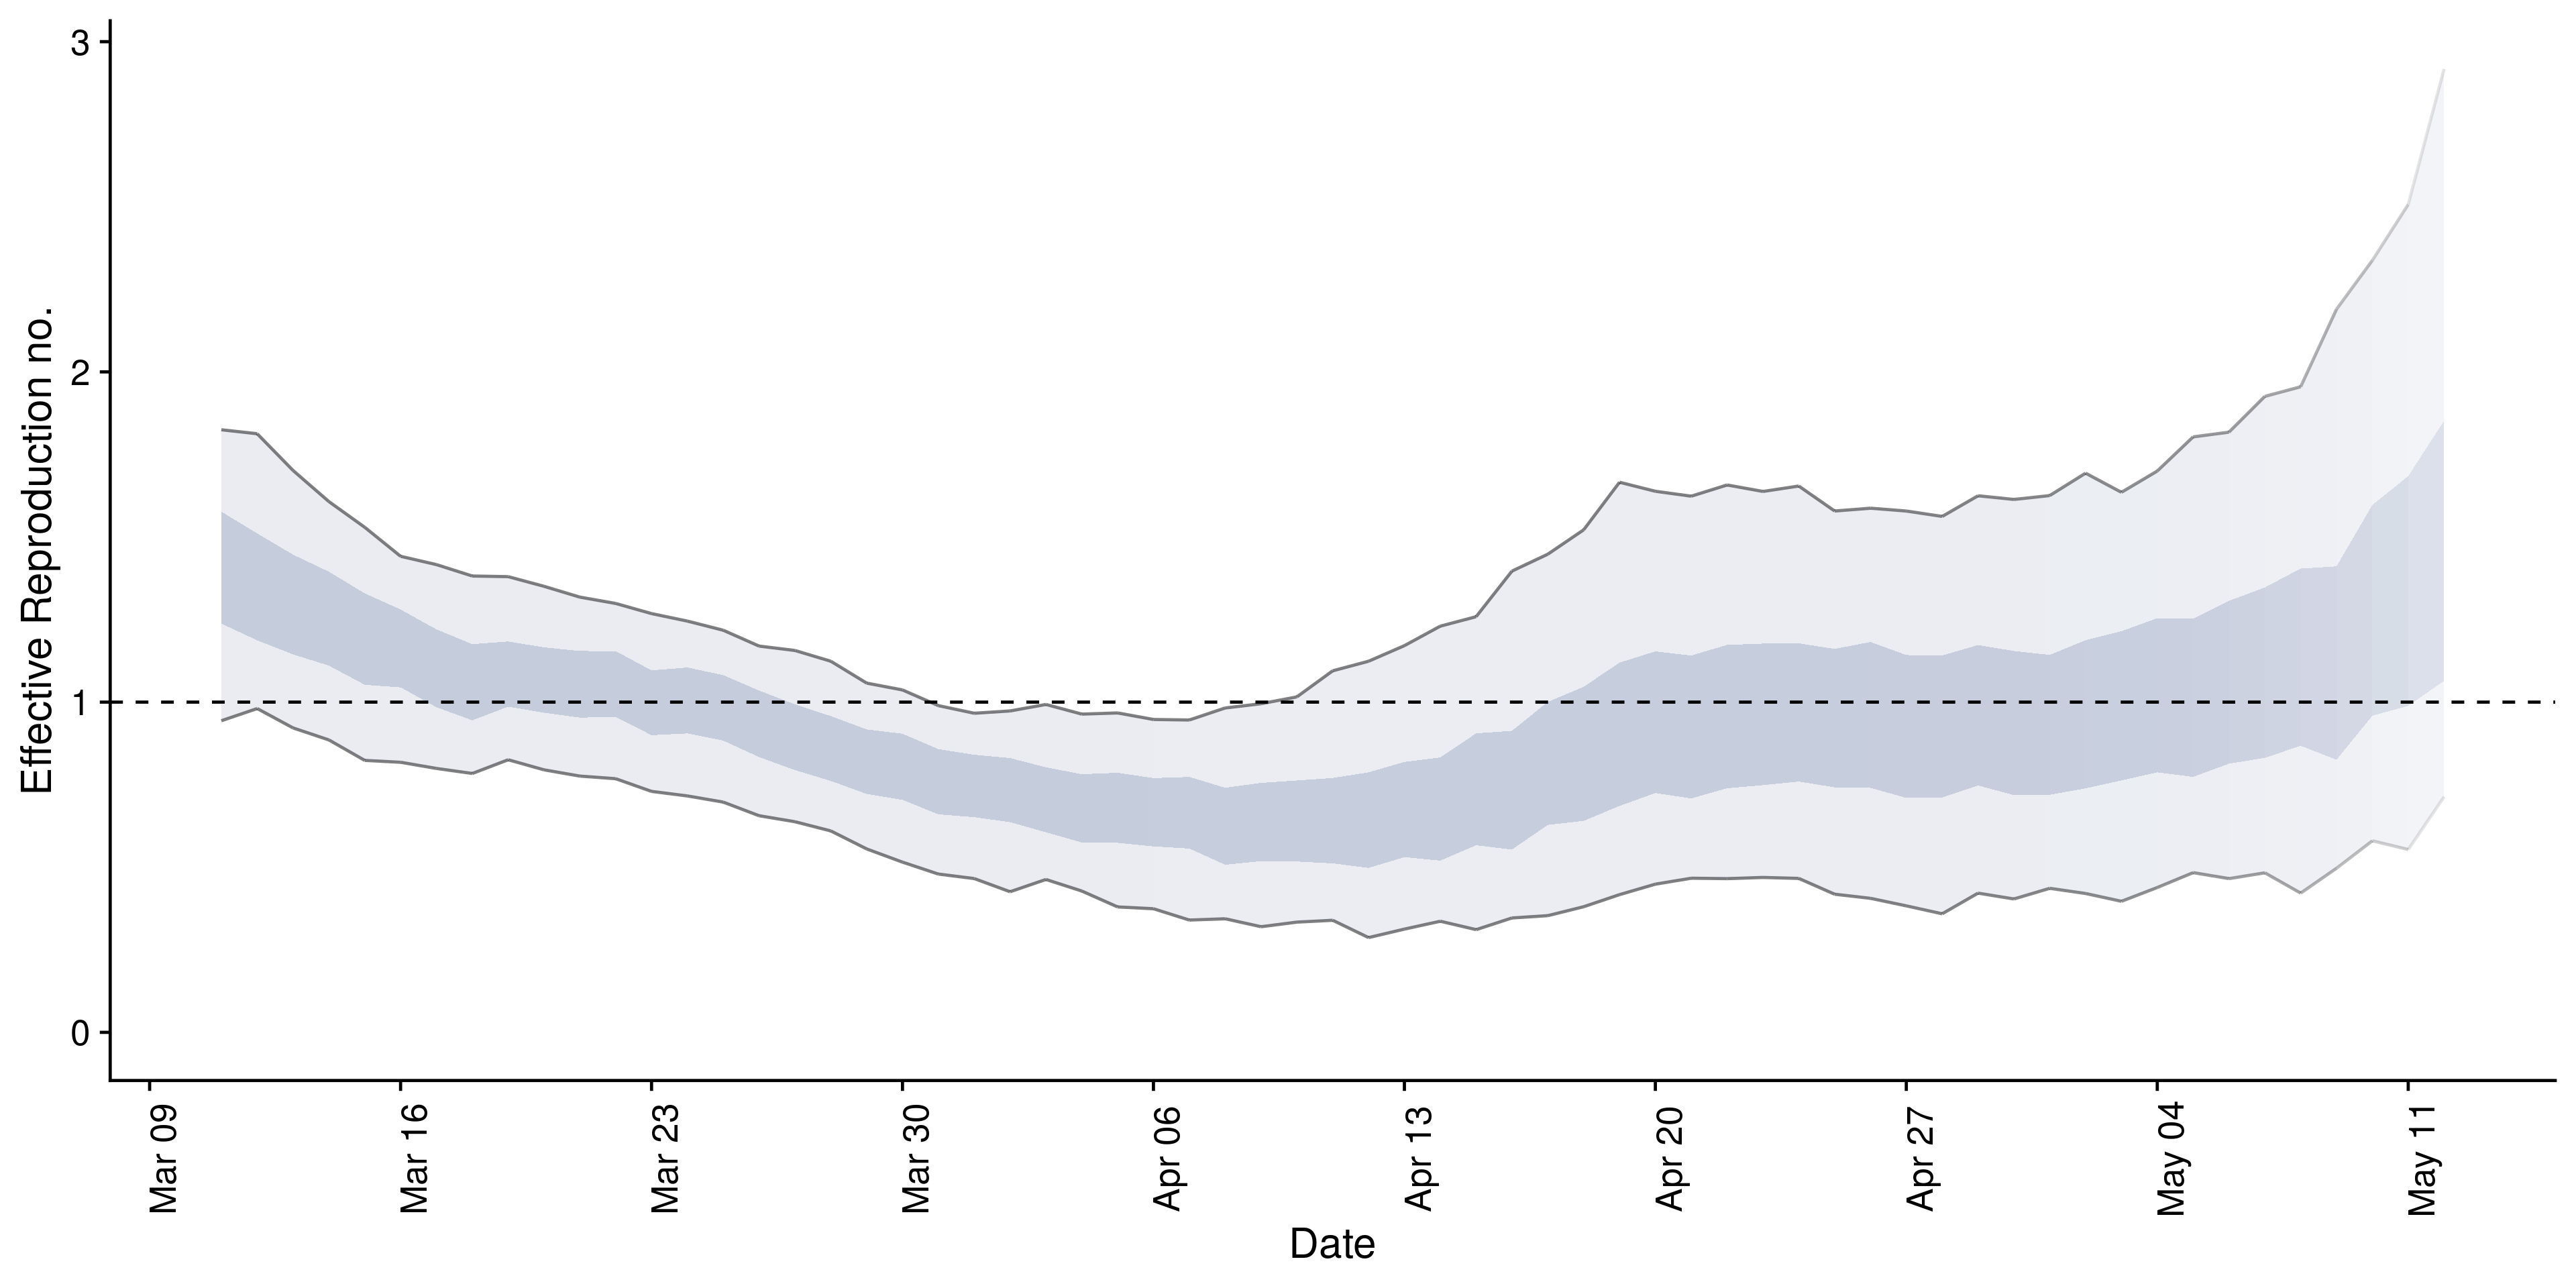 Effective Reproduction no.
3
2
1
0
Mar 09
Mar 16
Mar 23
Mar 30
Apr 06
Apr 13
Apr 20
Apr 27
May 04
May 11
Date